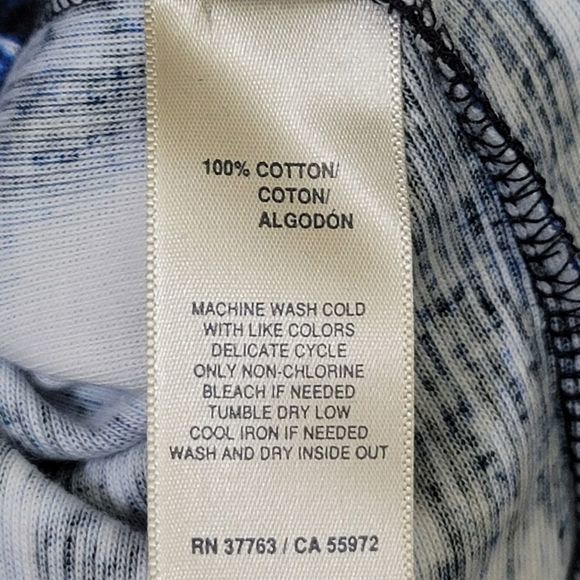 100% COTTON/
COTON/
ALGODÓN
MACHINE WASH COLD
WITH LIKE COLORS
DELICATE CYCLE
ONLY NON-CHLORINE
BLEACH IF NEEDED
TUMBLE DRY LOW
COOL IRON IF NEEDED
WASH AND DRY INSIDE OUT
RN 37763 / CA 55972